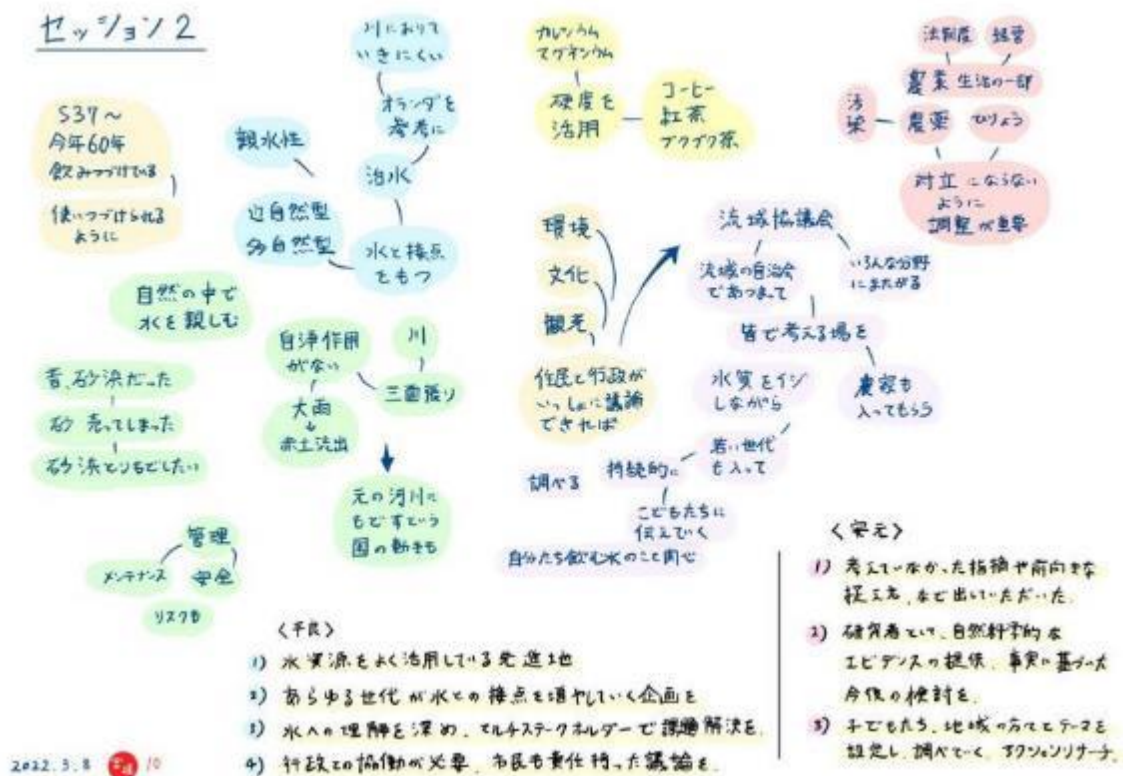 セッション2
S37～
今年60年
飲みつづけている
使いつづけられる
ように
川におりて
いきにくい
オランダを
参考に
治水
親水性
近自然型
多自然型
水と接点
をもつ
自然の中で
水を親しむ
昔、砂浜だった
砂 売ってしまった
砂浜とりもどしたい
自浄作用
がない
川
三面張り
大雨
↓
赤土流出
元の河川に
もどすという
国の動きも
管理
メンテナンス
安全
リスクも
カルシウム
マグネシウム
硬度を
活用
コーヒー
紅茶
ブクブク茶
法制度
経営
農業 生活の一部
汚染
農薬
ひりょう
対立にならない
ように
調整が重要
環境
文化
観光
住民と行政が
いっしょに議論
できれば
流域協議会
流域の自治会
であつまって
いろんな分野
にまたがる
皆で考える場を
農家も
入ってもらう
水質を
しながら
若い世代
も入って
持続的に
調べる
こどもたちに
伝えていく
自分たち飲む水のこと関心
〈平良〉
1) 水資源をよく活用している先進地
2) あらゆる世代が水との接点を増やしていく企画を
3) 水への理解を深め、マルチステークホルダーで課題解決を。
4) 行政との協働が必要、市民も責任持った議論を。
〈安元〉
1) 考えていなかった指摘や前向きな
捉え方、など出していただいた。
2) 研究者として、自然科学的な
エビデンスの提供、事実に基づいた
今後の検討を。
3) 子どもたち、地域の方とテーマを
設定し、調べていく、アクションリサーチ。
2022.3.8
10